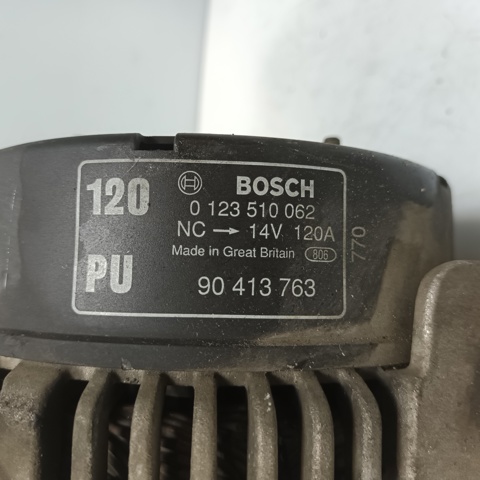 120 BOSCH
0 123 510 062
NC → 14V 120A
Made in Great Britain 806
PU 90 413 763
770